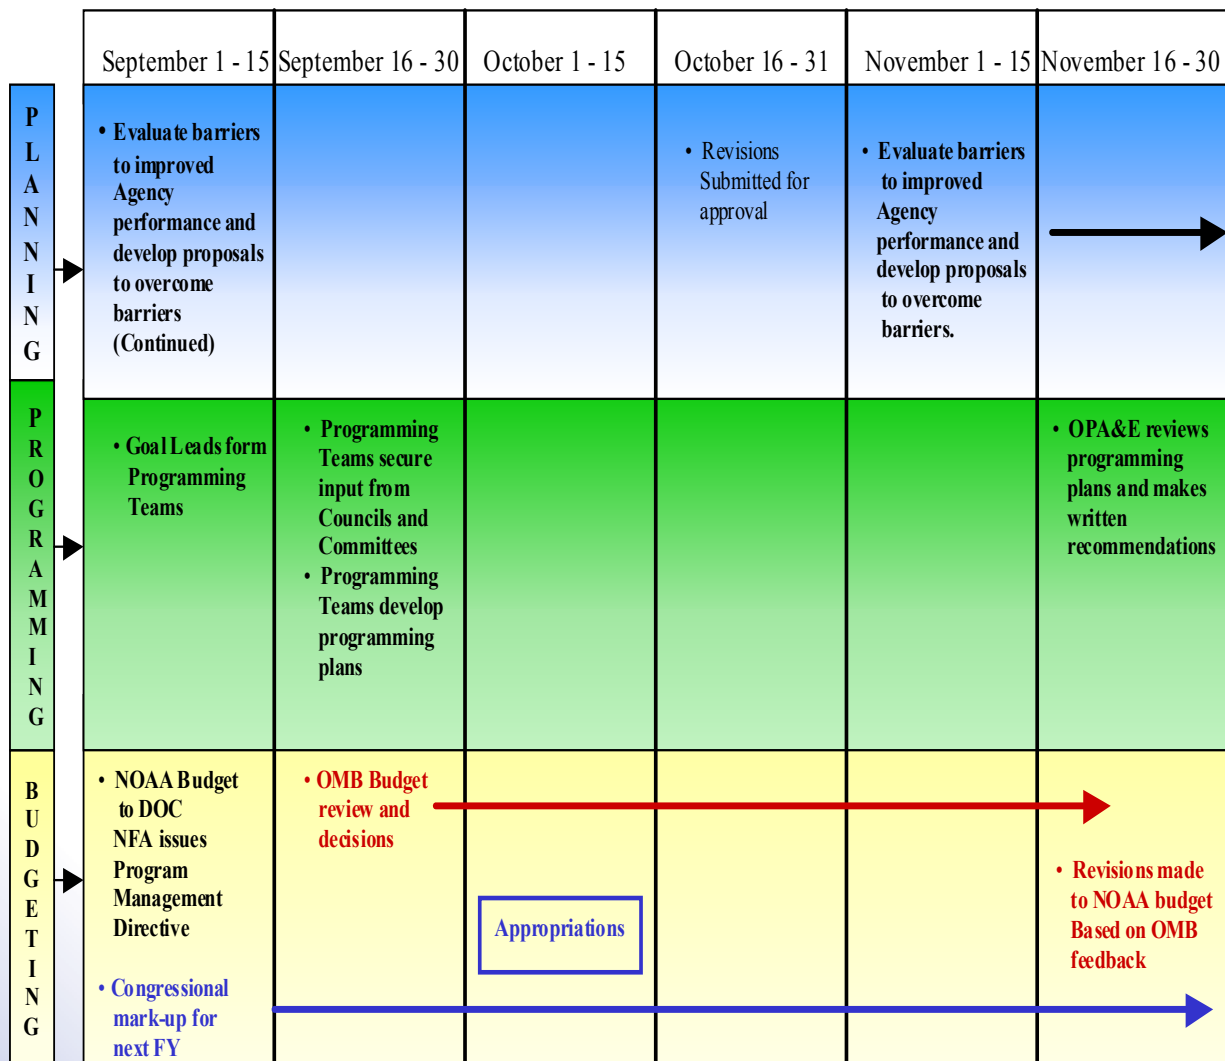 September 1 - 15
September 16 - 30
October 1 - 15
October 16 - 31
November 1 - 15
November 16 - 30
PLANNING
• Evaluate barriers
to improved
Agency
performance and
develop proposals
to overcome
barriers
(Continued)
• Revisions
Submitted for
approval
• Evaluate barriers
to improved
Agency
performance and
develop proposals
to overcome
barriers.
PROGRAMMING
• Goal Leads form
Programming
Teams
• Programming
Teams secure
input from
Councils and
Committees
• Programming
Teams develop
programming
plans
• OPA&E reviews
programming
plans and makes
written
recommendations
BUDGETING
• NOAA Budget
to DOC
NFA issues
Program
Management
Directive
• Congressional
mark-up for
next FY
• OMB Budget
review and
decisions
Appropriations
• Revisions made
to NOAA budget
Based on OMB
feedback